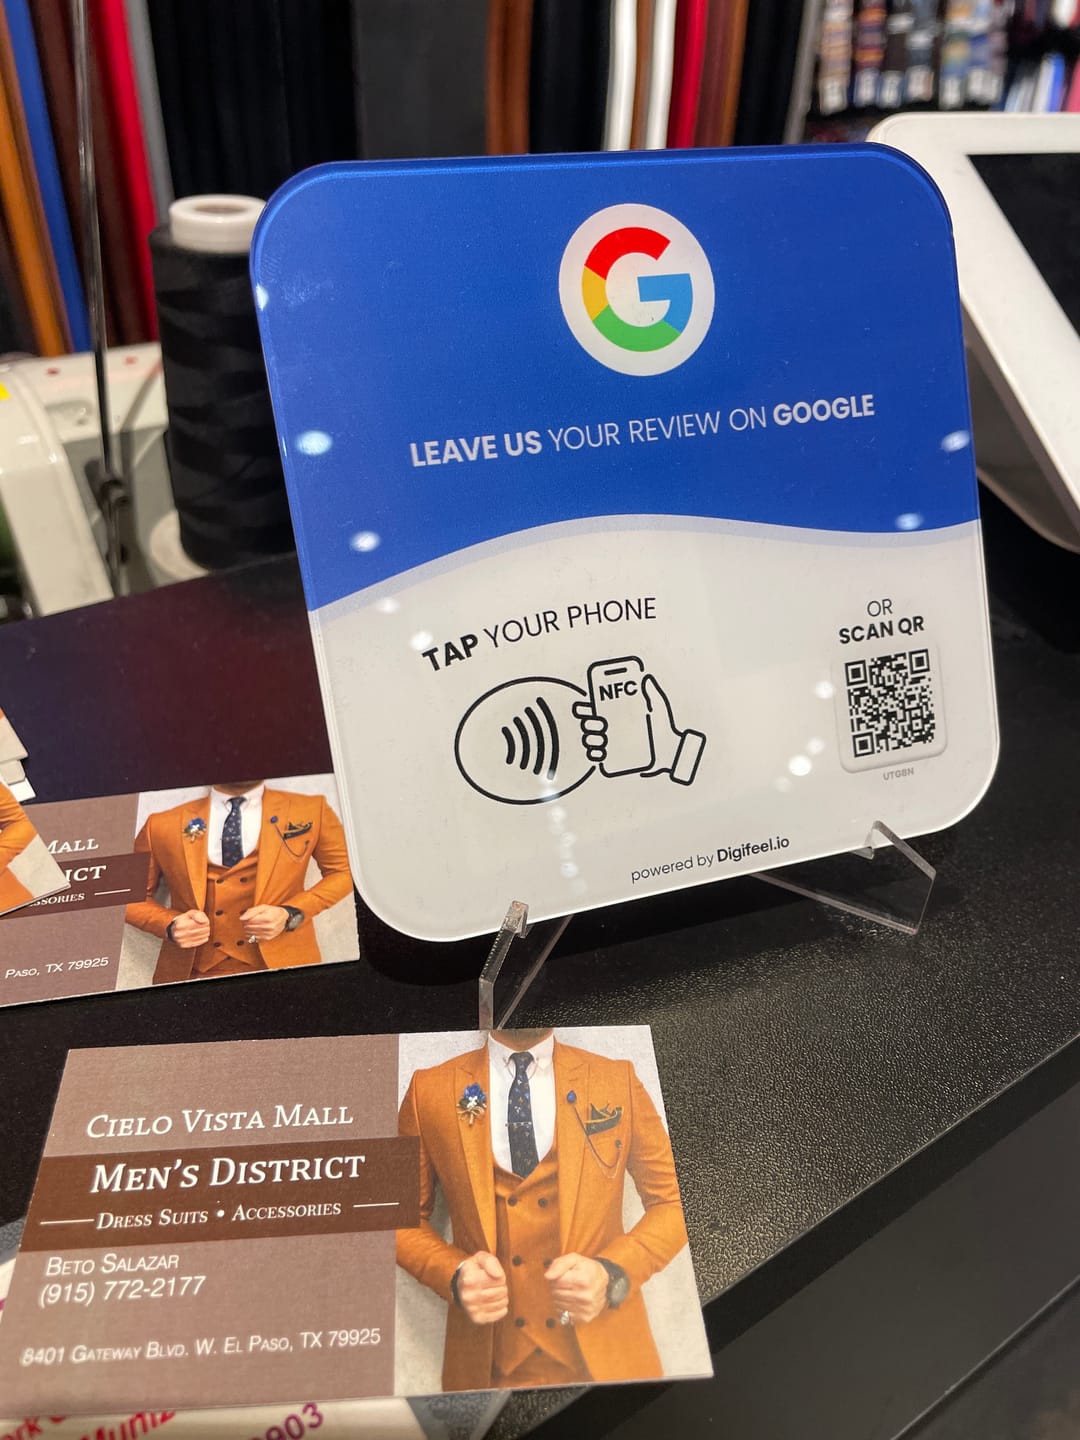 LEAVE US YOUR REVIEW ON GOOGLE
TAP YOUR PHONE
NFC
OR
SCAN QR
UTG8N
powered by Digifeel.io
MALL
ICT
SSORIES
PASO, TX 79925
CIELO VISTA MALL
MEN'S DISTRICT
DRESS SUITS • ACCESSORIES
BETO SALAZAR
(915) 772-2177
8401 GATEWAY BLVD. W. EL PASO, TX 79925
903